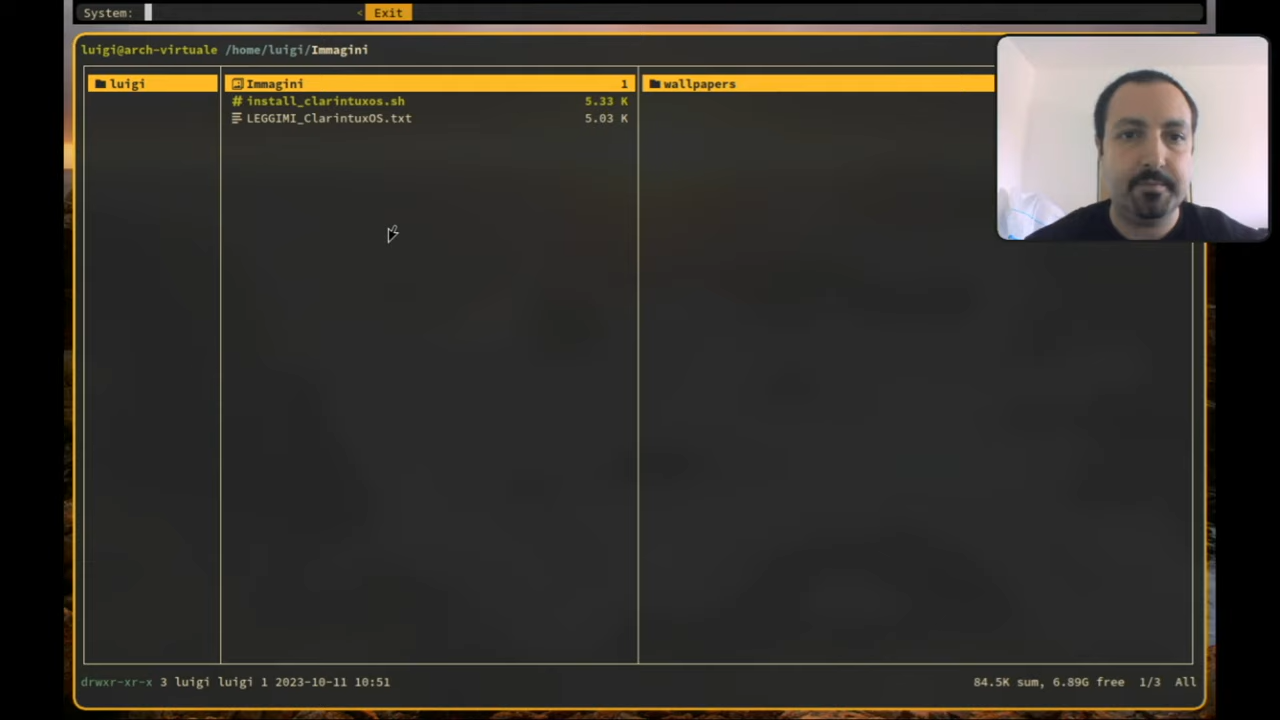 System: < Exit
luigi@arch-virtuale /home/luigi/Immagini
luigi Immagini 1 wallpapers
# install_clarintuxos.sh 5.33 K
LEGGIMI_ClarintuxOS.txt 5.03 K
drwxr-xr-x 3 luigi luigi 1 2023-10-11 10:51 84.5K sum, 6.89G free 1/3 All